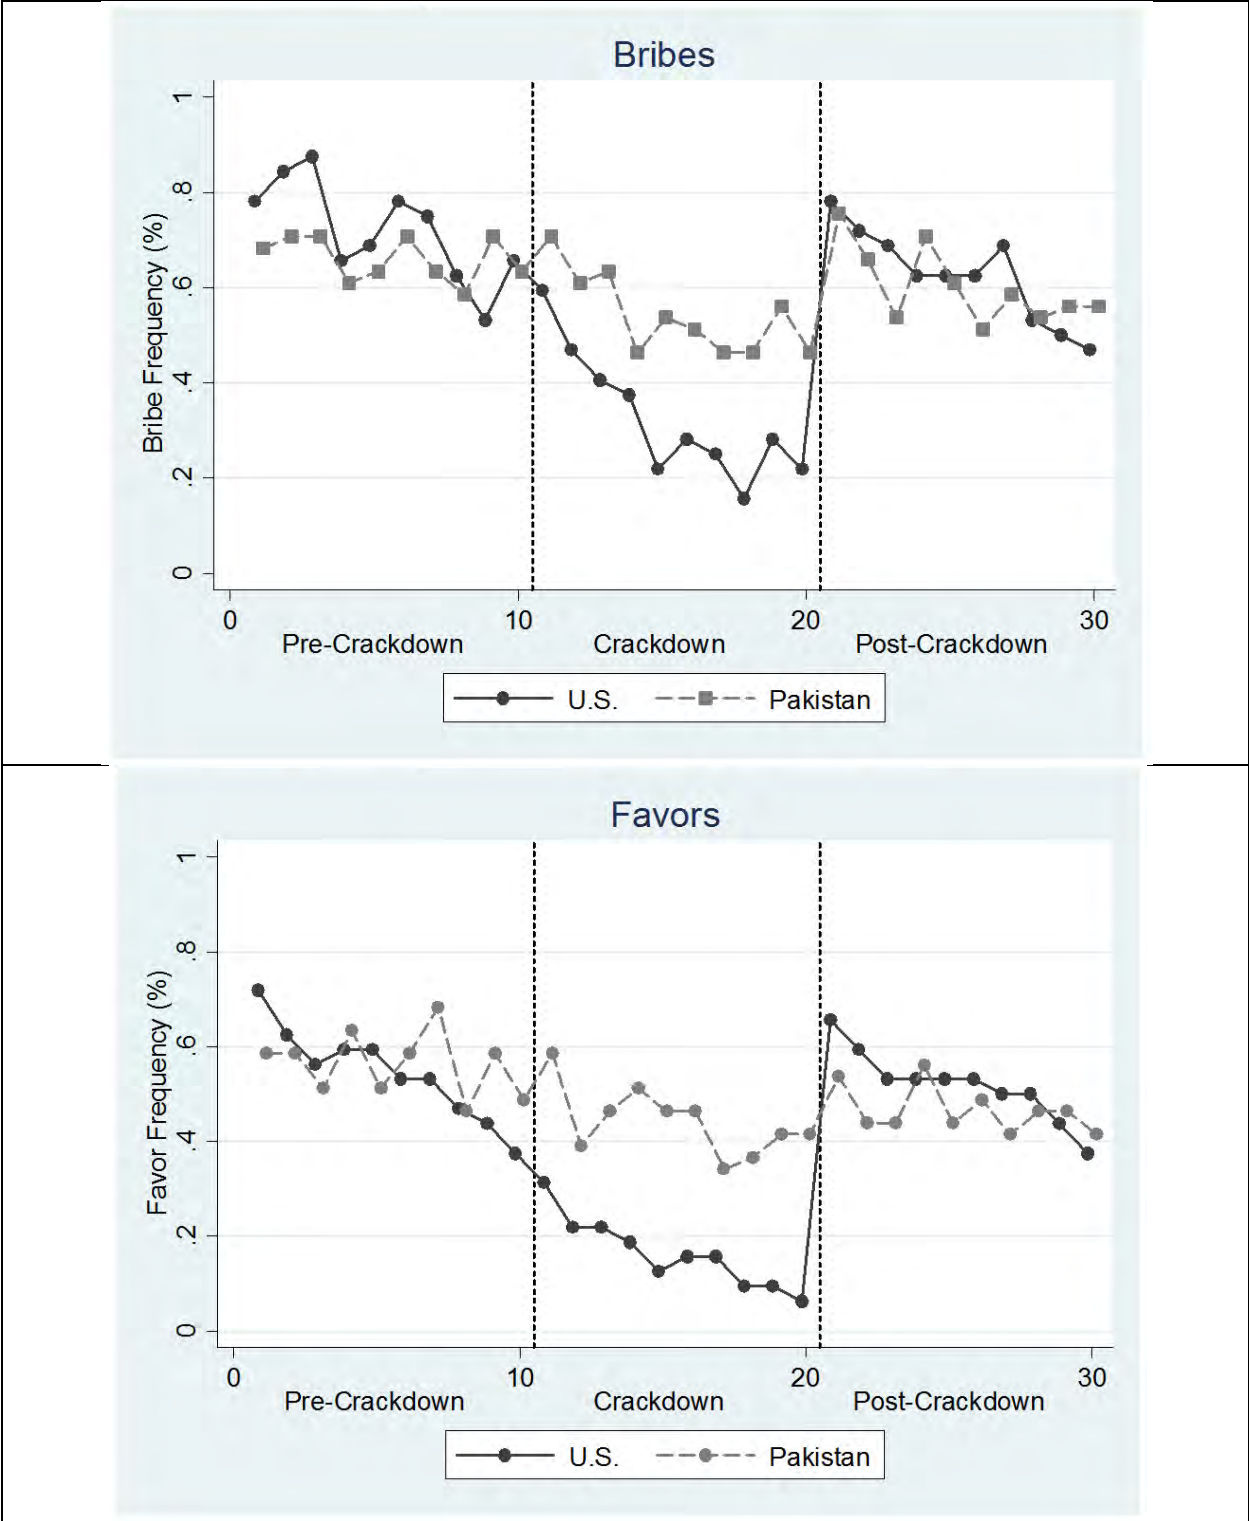 Bribes
Bribe Frequency (%)
1
.8
.6
.4
.2
0
0 10 20 30
Pre-Crackdown Crackdown Post-Crackdown
U.S. Pakistan
Favors
Favor Frequency (%)
1
.8
.6
.4
.2
0
0 10 20 30
Pre-Crackdown Crackdown Post-Crackdown
U.S. Pakistan